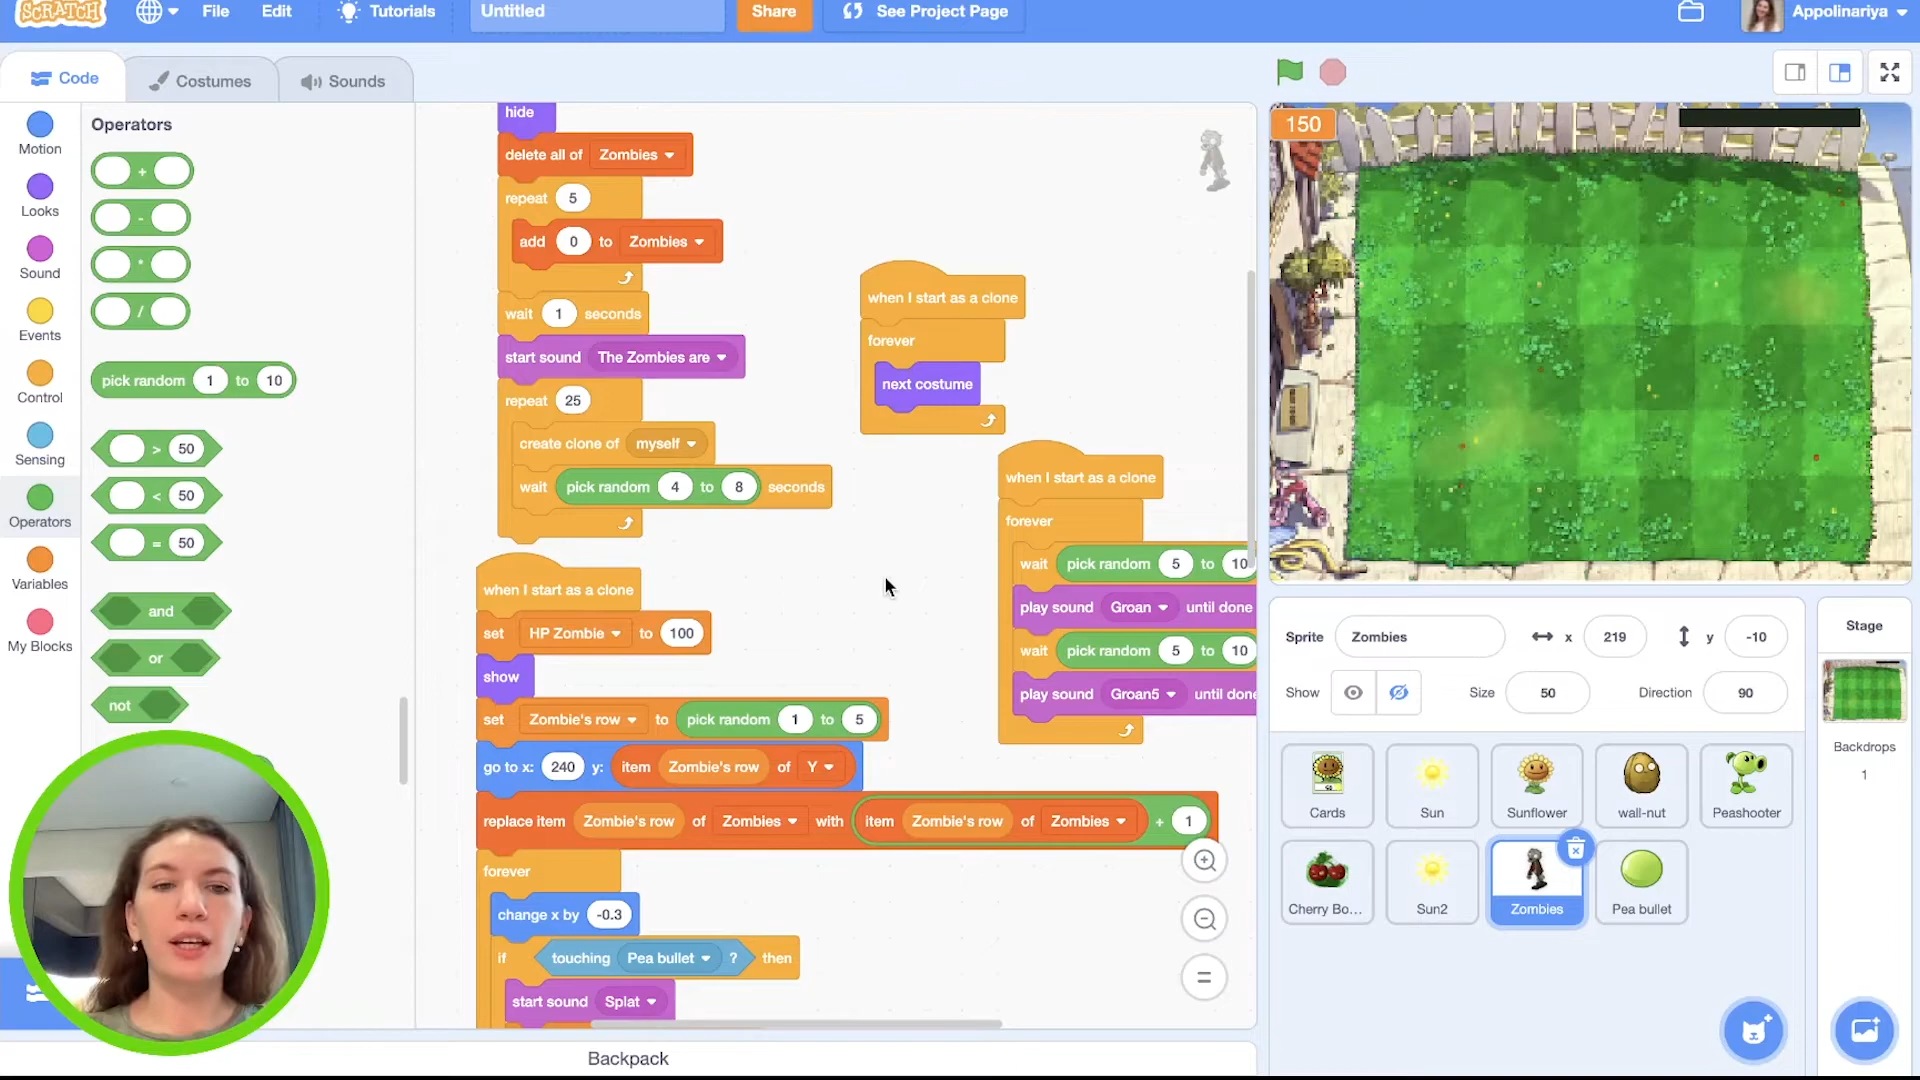 SCRATCH
File
Edit
Tutorials
Untitled
Share
See Project Page
Appolinariya
Code
Costumes
Sounds
Motion
Looks
Sound
Events
Control
Sensing
Operators
Variables
My Blocks
Operators
+
-
*
/
pick random 1 to 10
> 50
< 50
= 50
and
or
not
hide
delete all of Zombies
repeat 5
add 0 to Zombies
wait 1 seconds
start sound The Zombies are
repeat 25
create clone of myself
wait pick random 4 to 8 seconds
when I start as a clone
set HP Zombie to 100
show
set Zombie's row to pick random 1 to 5
go to x: 240 y: item Zombie's row of Y
replace item Zombie's row of Zombies with item Zombie's row of Zombies + 1
forever
change x by -0.3
if touching Pea bullet ? then
start sound Splat
when I start as a clone
forever
next costume
when I start as a clone
forever
wait pick random 5 to 10
play sound Groan until done
wait pick random 5 to 10
play sound Groan5 until done
Backpack
150
Sprite Zombies x 219 y -10
Show Size 50 Direction 90
Cards
Sun
Sunflower
wall-nut
Peashooter
Cherry Bo...
Sun2
Zombies
Pea bullet
Stage
Backdrops
1